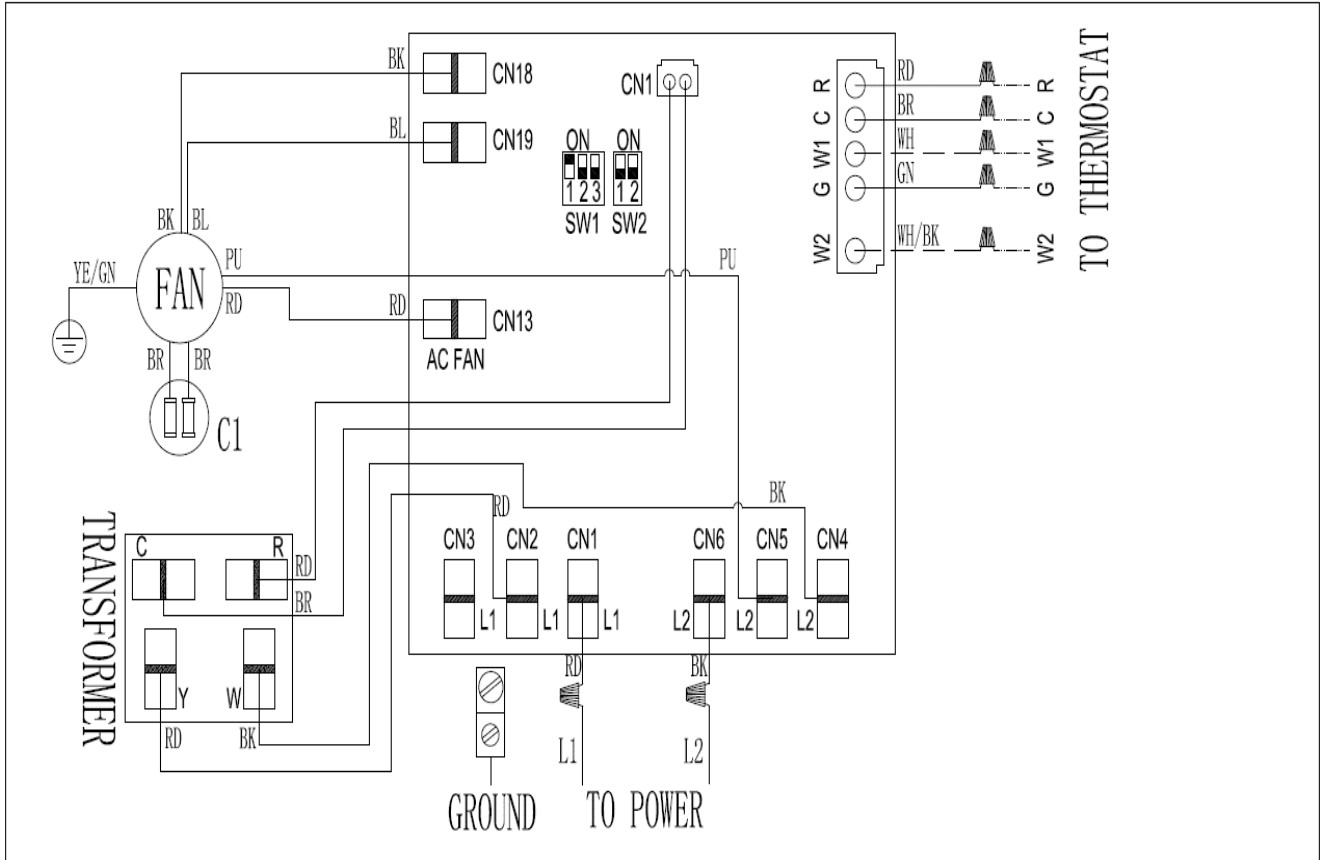 BK
CN18
CN1
RD
R
R
BR
C
C
BL
CN19
ON
ON
WH
W1
W1
1 2 3
1 2
GN
G
G
SW1
SW2
BK
BL
WH/BK
W2
W2
TO THERMOSTAT
YE/GN
FAN
PU
PU
RD
RD
CN13
AC FAN
BR
BR
C1
TRANSFORMER
C
R
RD
BR
Y
W
RD
BK
RD
BK
CN3
CN2
CN1
CN6
CN5
CN4
L1
L1
L1
L2
L2
L2
RD
BK
L1
L2
GROUND
TO POWER